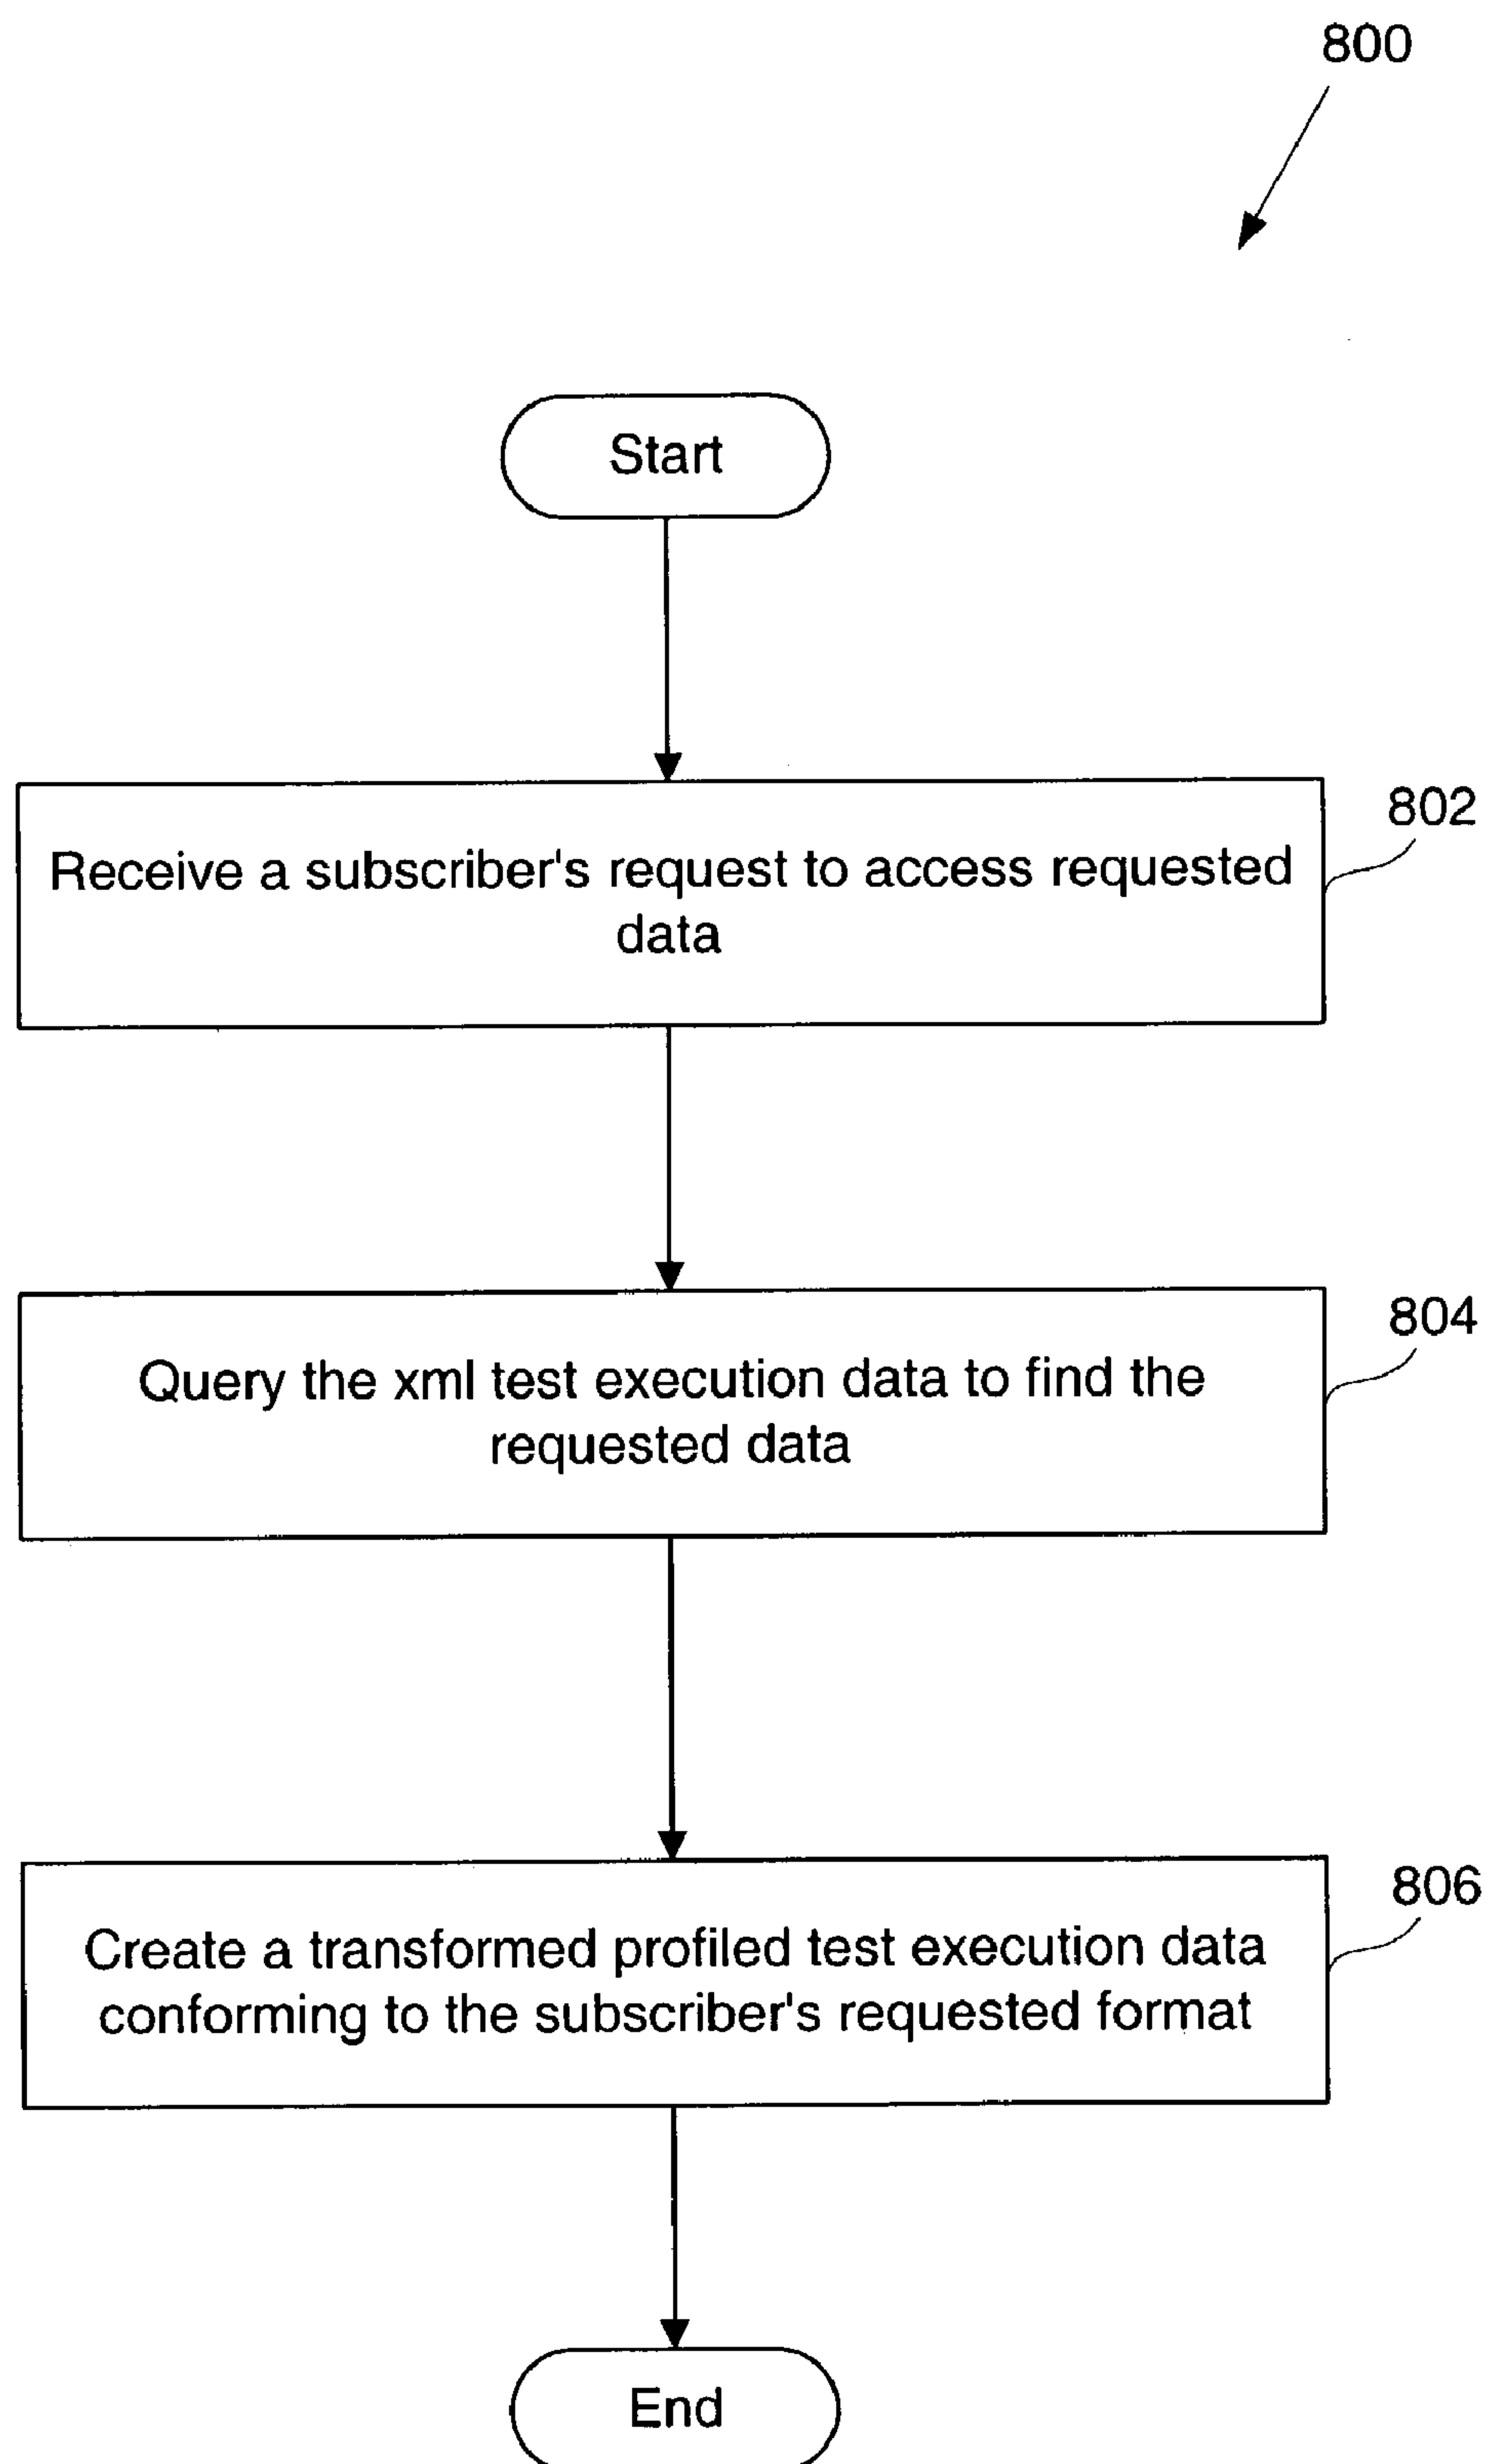 800
Start
802
Receive a subscriber's request to access requested
data
804
Query the xml test execution data to find the
requested data
806
Create a transformed profiled test execution data
conforming to the subscriber's requested format
End